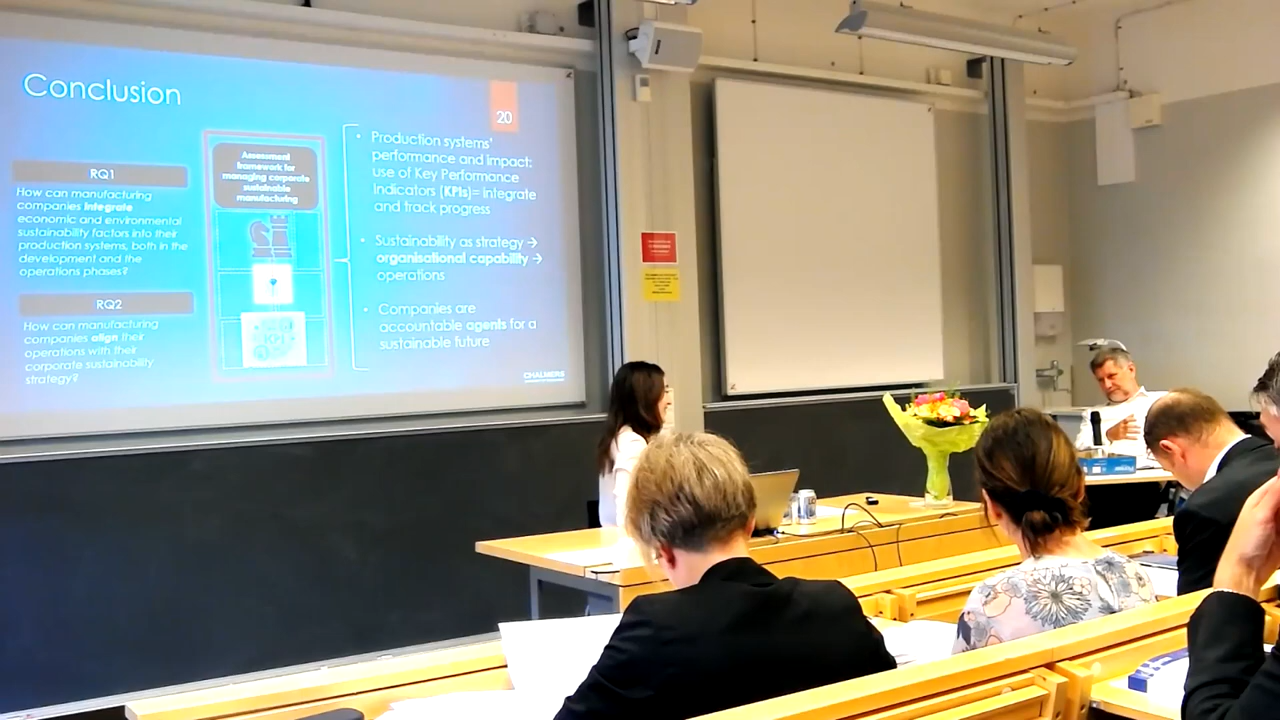 Conclusion
20
RQ1
How can manufacturing
companies integrate
economic and environmental
sustainability factors into their
production systems, both in the
development and the
operations phases?
RQ2
How can manufacturing
companies align their
operations with their
corporate sustainability
strategy?
Assessment
framework for
managing corporate
sustainable
manufacturing
• Production systems'
performance and impact:
use of Key Performance
Indicators (KPIs)= integrate
and track progress
• Sustainability as strategy →
organisational capability →
operations
• Companies are
accountable agents for a
sustainable future
CHALMERS